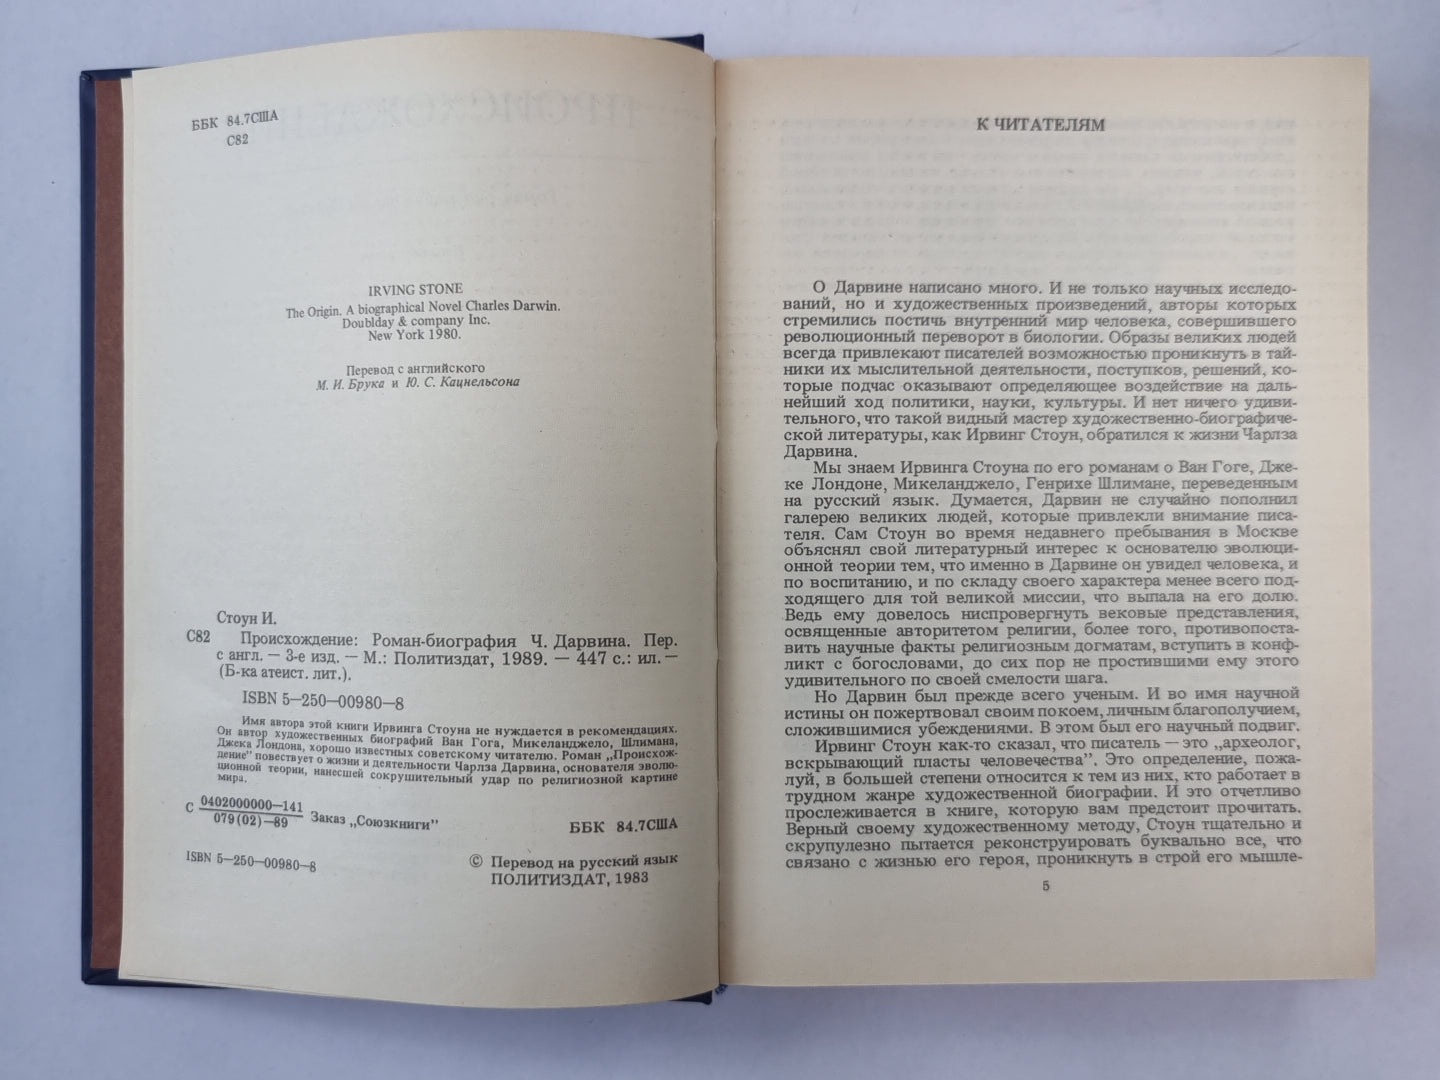 ББК 84.7США
С82
IRVING STONE
The Origin. A biographical Novel Charles Darwin.
Doublday & company Inc.
New York 1980.
Перевод с английского
М. И. Брука и Ю. С. Кацнельсона
Стоун И.
С82 Происхождение: Роман-биография Ч. Дарвина. Пер.
с англ. — 3-е изд. — М.: Политиздат, 1989. — 447 с.: ил. —
(Б-ка атеист. лит.).
ISBN 5—250—00980—8
Имя автора этой книги Ирвинга Стоуна не нуждается в рекомендациях.
Он автор художественных биографий Ван Гога, Микеланджело, Шлимана,
Джека Лондона, хорошо известных советскому читателю. Роман „Происхож-
дение" повествует о жизни и деятельности Чарлза Дарвина, основателя эволю-
ционной теории, нанесшей сокрушительный удар по религиозной картине
мира.
С 0402000000—141
079(02)—89 Заказ „Союзкниги"
ББК 84.7США
ISBN 5—250—00980—8
© Перевод на русский язык
ПОЛИТИЗДАТ, 1983
К ЧИТАТЕЛЯМ
О Дарвине написано много. И не только научных исследо-
ваний, но и художественных произведений, авторы которых
стремились постичь внутренний мир человека, совершившего
революционный переворот в биологии. Образы великих людей
всегда привлекают писателей возможностью проникнуть в тай-
ники их мыслительной деятельности, поступков, решений, ко-
торые подчас оказывают определяющее воздействие на даль-
нейший ход политики, науки, культуры. И нет ничего удиви-
тельного, что такой видный мастер художественно-биографиче-
ской литературы, как Ирвинг Стоун, обратился к жизни Чарлза
Дарвина.
Мы знаем Ирвинга Стоуна по его романам о Ван Гоге, Дже-
ке Лондоне, Микеланджело, Генрихе Шлимане, переведенным
на русский язык. Думается, Дарвин не случайно пополнил
галерею великих людей, которые привлекли внимание писа-
теля. Сам Стоун во время недавнего пребывания в Москве
объяснял свой литературный интерес к основателю эволюци-
онной теории тем, что именно в Дарвине он увидел человека, и
по воспитанию, и по складу своего характера менее всего под-
ходящего для той великой миссии, что выпала на его долю.
Ведь ему довелось ниспровергнуть вековые представления,
освященные авторитетом религии, более того, противопоста-
вить научные факты религиозным догматам, вступить в конф-
ликт с богословами, до сих пор не простившими ему этого
удивительного по своей смелости шага.
Но Дарвин был прежде всего ученым. И во имя научной
истины он пожертвовал своим покоем, личным благополучием,
сложившимися убеждениями. В этом был его научный подвиг.
Ирвинг Стоун как-то сказал, что писатель — это „археолог,
вскрывающий пласты человечества". Это определение, пожа-
луй, в большей степени относится к тем из них, кто работает в
трудном жанре художественной биографии. И это отчетливо
прослеживается в книге, которую вам предстоит прочитать.
Верный своему художественному методу, Стоун тщательно и
скрупулезно пытается реконструировать буквально все, что
связано с жизнью его героя, проникнуть в строй его мышле-
5